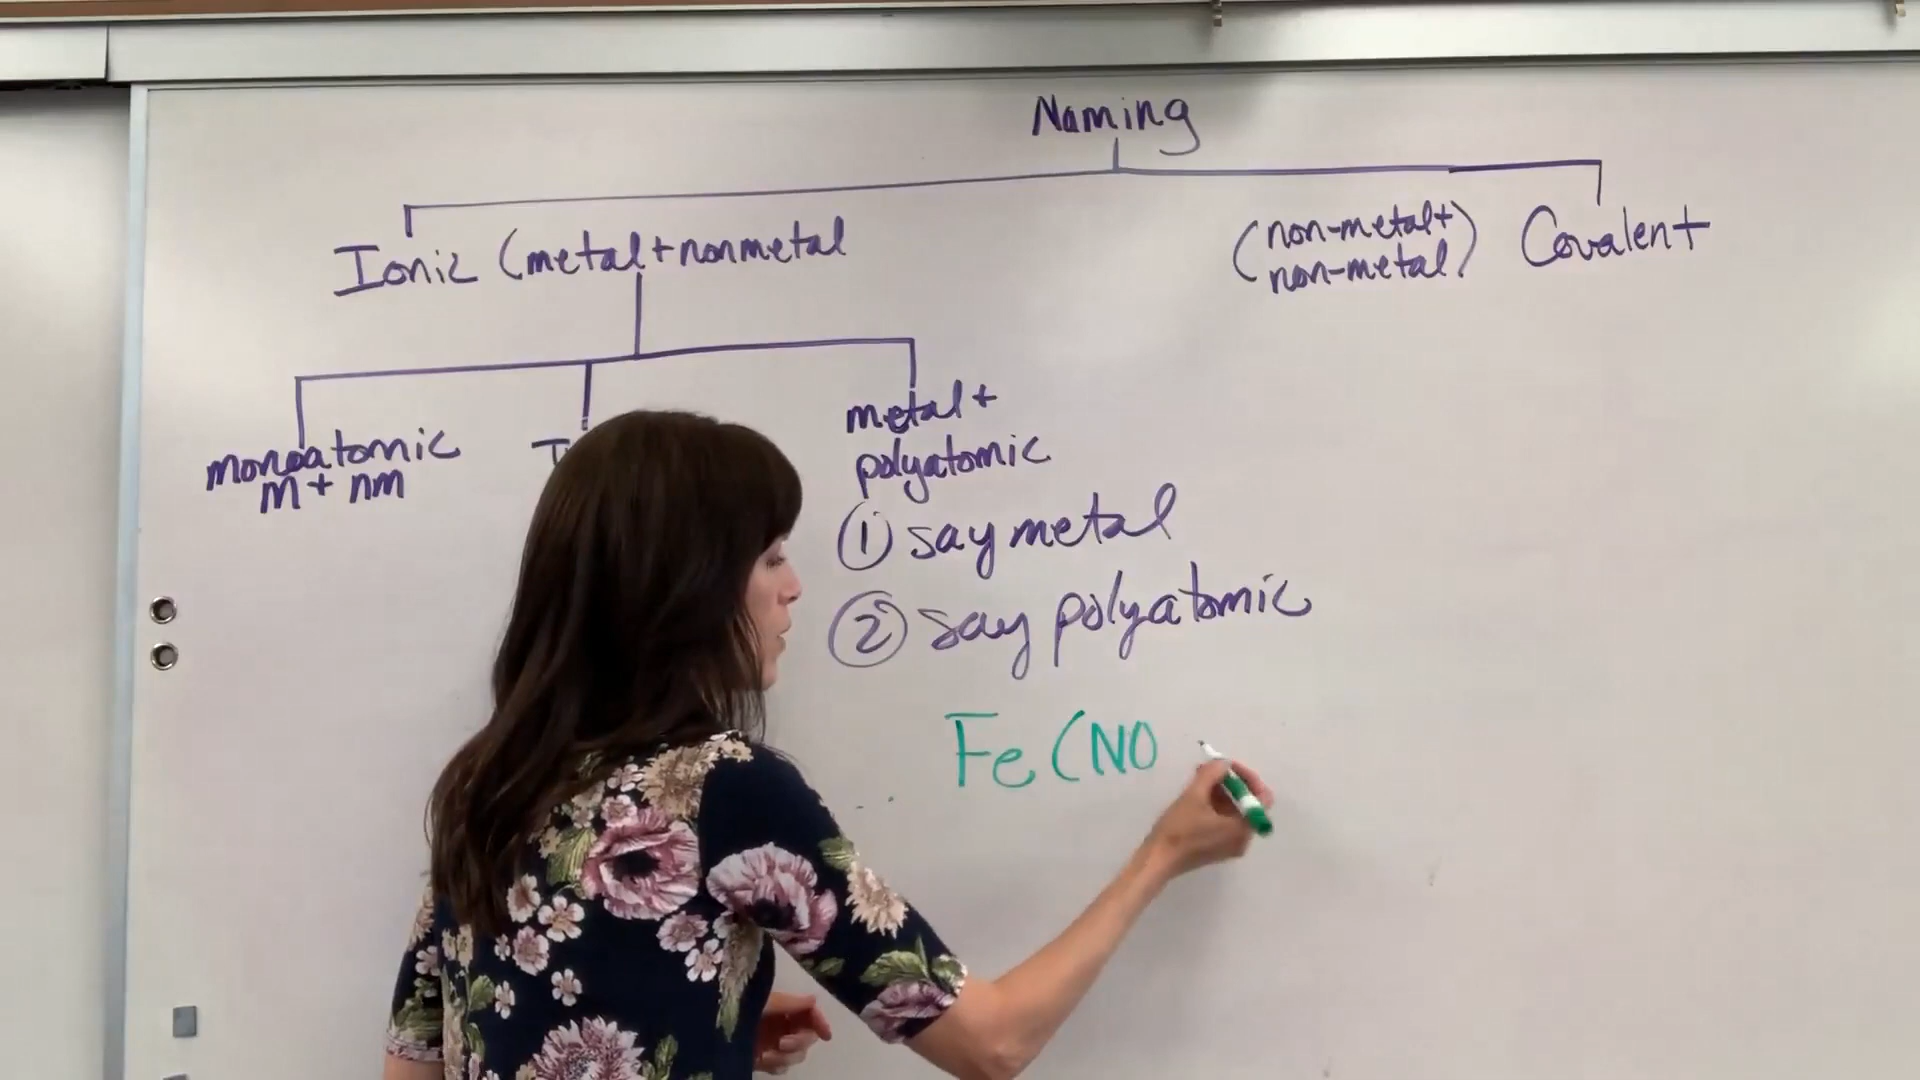 Naming
Ionic (metal+nonmetal
(non-metal+
non-metal)
Covalent
monoatomic
m + nm
metal +
polyatomic
① say metal
② say polyatomic
Fe (NO